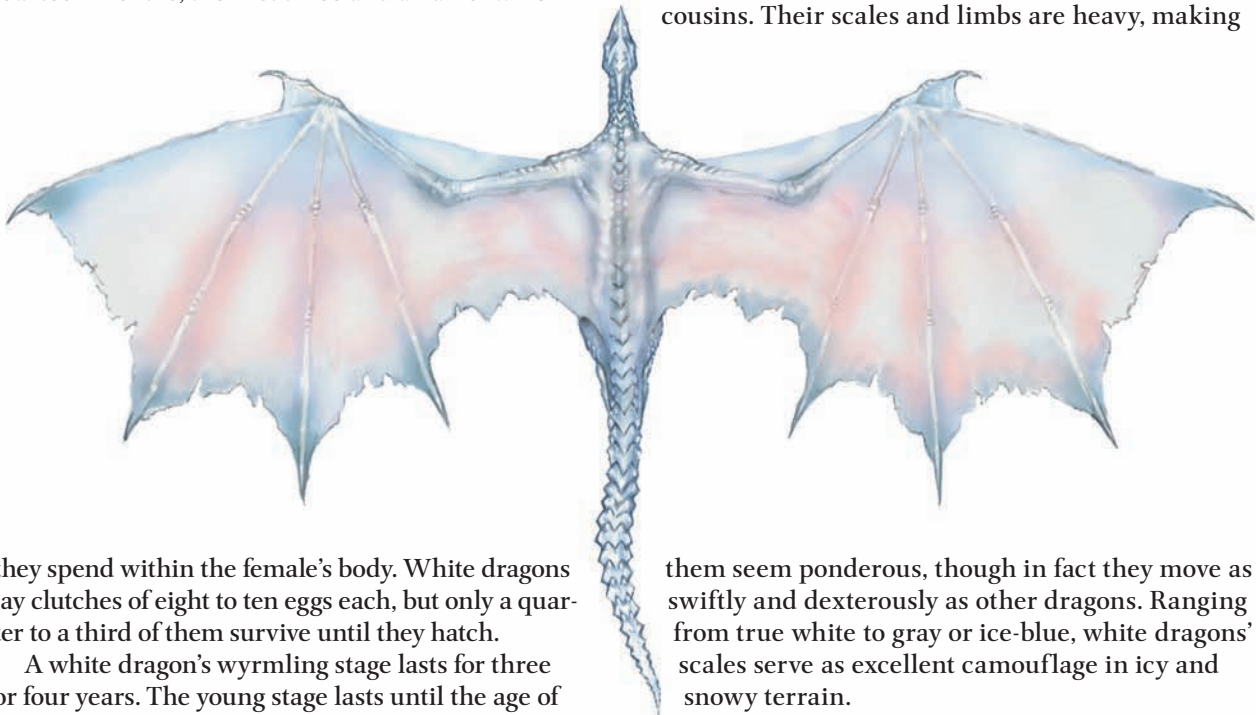 they spend within the female's body. White dragons
lay clutches of eight to ten eggs each, but only a quar-
ter to a third of them survive until they hatch.
A white dragon's wyrmling stage lasts for three
or four years. The young stage lasts until the age of
cousins. Their scales and limbs are heavy, making
them seem ponderous, though in fact they move as
swiftly and dexterously as other dragons. Ranging
from true white to gray or ice-blue, white dragons'
scales serve as excellent camouflage in icy and
snowy terrain.